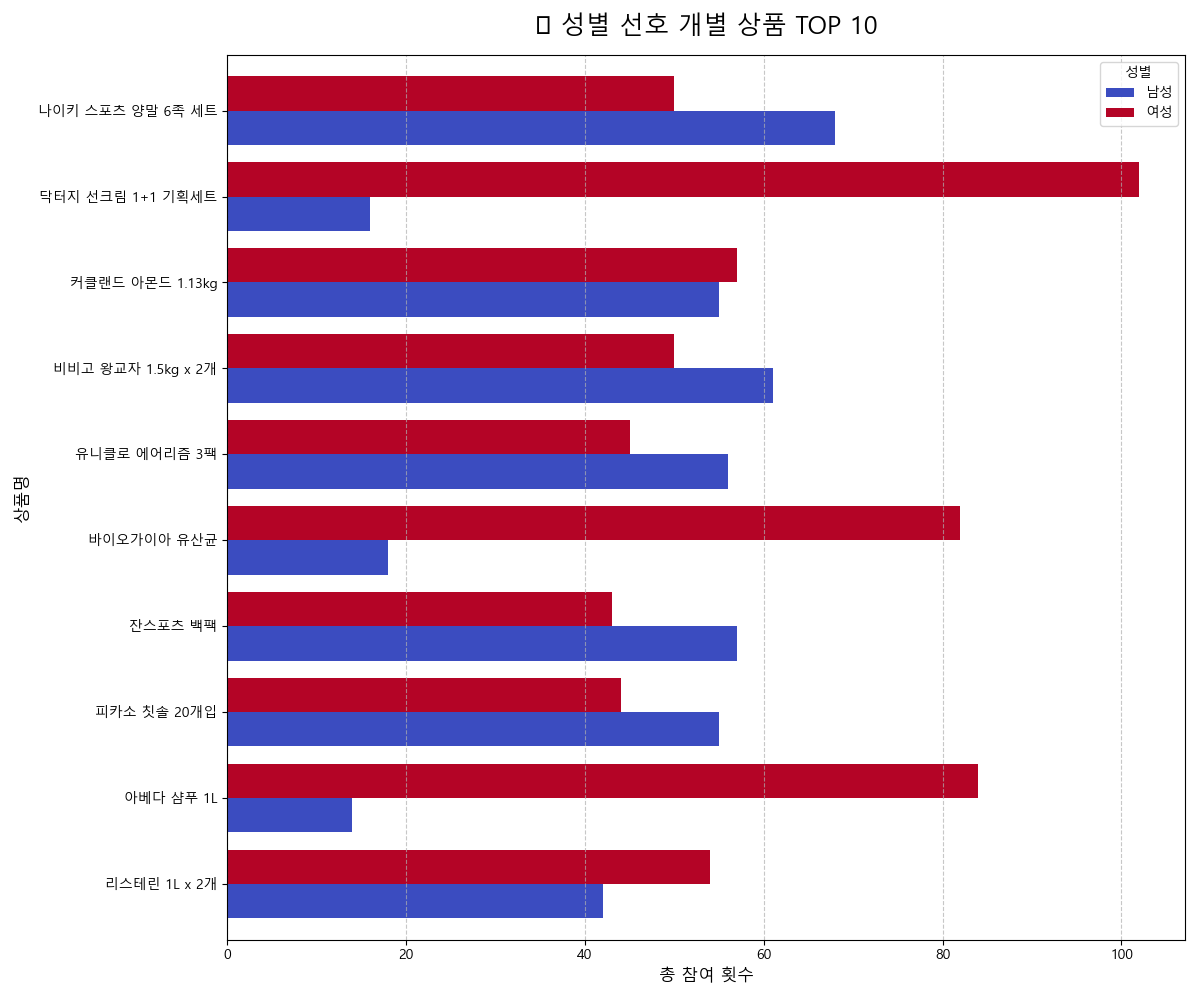 ▯ 성별 선호 개별 상품 TOP 10
성별
남성
여성
나이키 스포츠 양말 6족 세트
닥터지 선크림 1+1 기획세트
커클랜드 아몬드 1.13kg
비비고 왕교자 1.5kg x 2개
유니클로 에어리즘 3팩
바이오가이아 유산균
잔스포츠 백팩
피카소 칫솔 20개입
아베다 샴푸 1L
리스테린 1L x 2개
상품명
0 20 40 60 80 100
총 참여 횟수